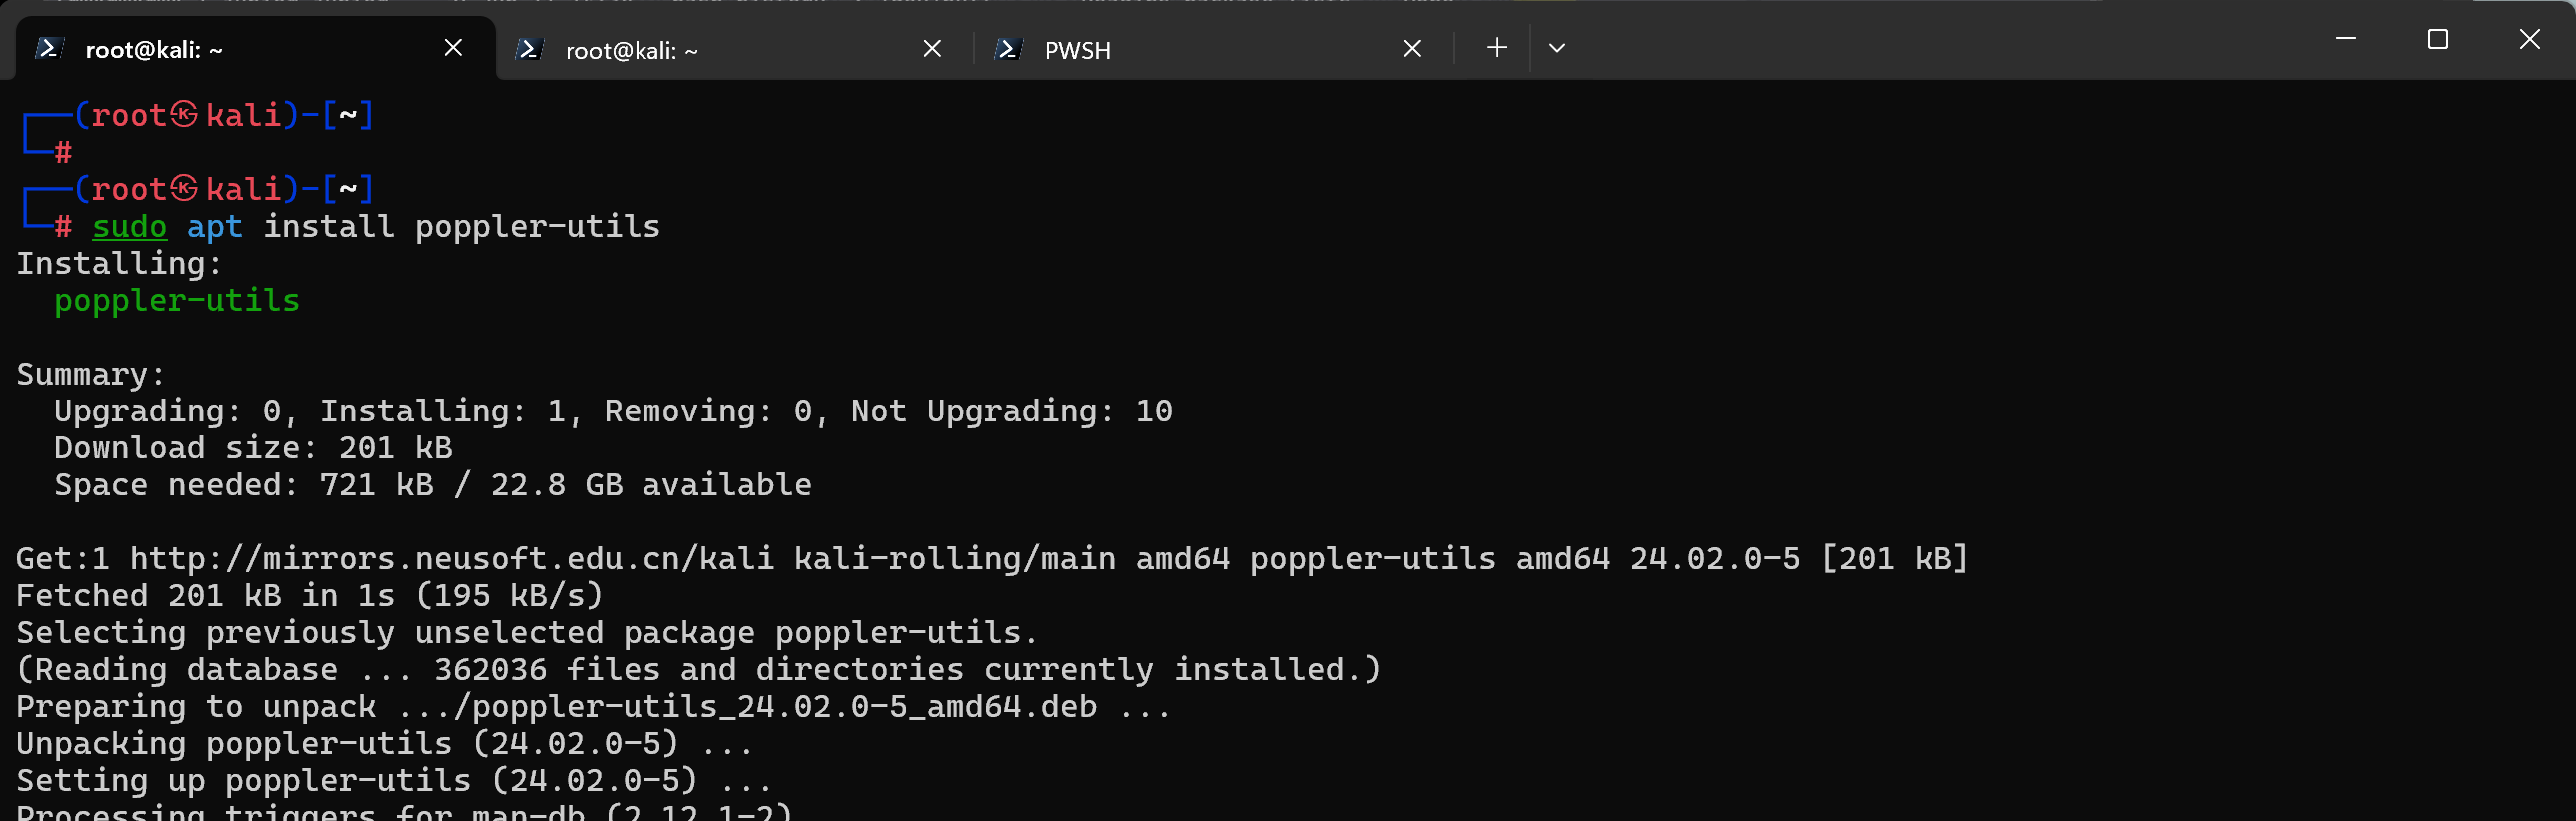 root@kali: ~
root@kali: ~
PWSH
┌──(root㉿kali)-[~]
└─#
┌──(root㉿kali)-[~]
└─# sudo apt install poppler-utils
Installing:
  poppler-utils

Summary:
  Upgrading: 0, Installing: 1, Removing: 0, Not Upgrading: 10
  Download size: 201 kB
  Space needed: 721 kB / 22.8 GB available

Get:1 http://mirrors.neusoft.edu.cn/kali kali-rolling/main amd64 poppler-utils amd64 24.02.0-5 [201 kB]
Fetched 201 kB in 1s (195 kB/s)
Selecting previously unselected package poppler-utils.
(Reading database ... 362036 files and directories currently installed.)
Preparing to unpack .../poppler-utils_24.02.0-5_amd64.deb ...
Unpacking poppler-utils (24.02.0-5) ...
Setting up poppler-utils (24.02.0-5) ...
Processing triggers for man-db (2.12.1-2)